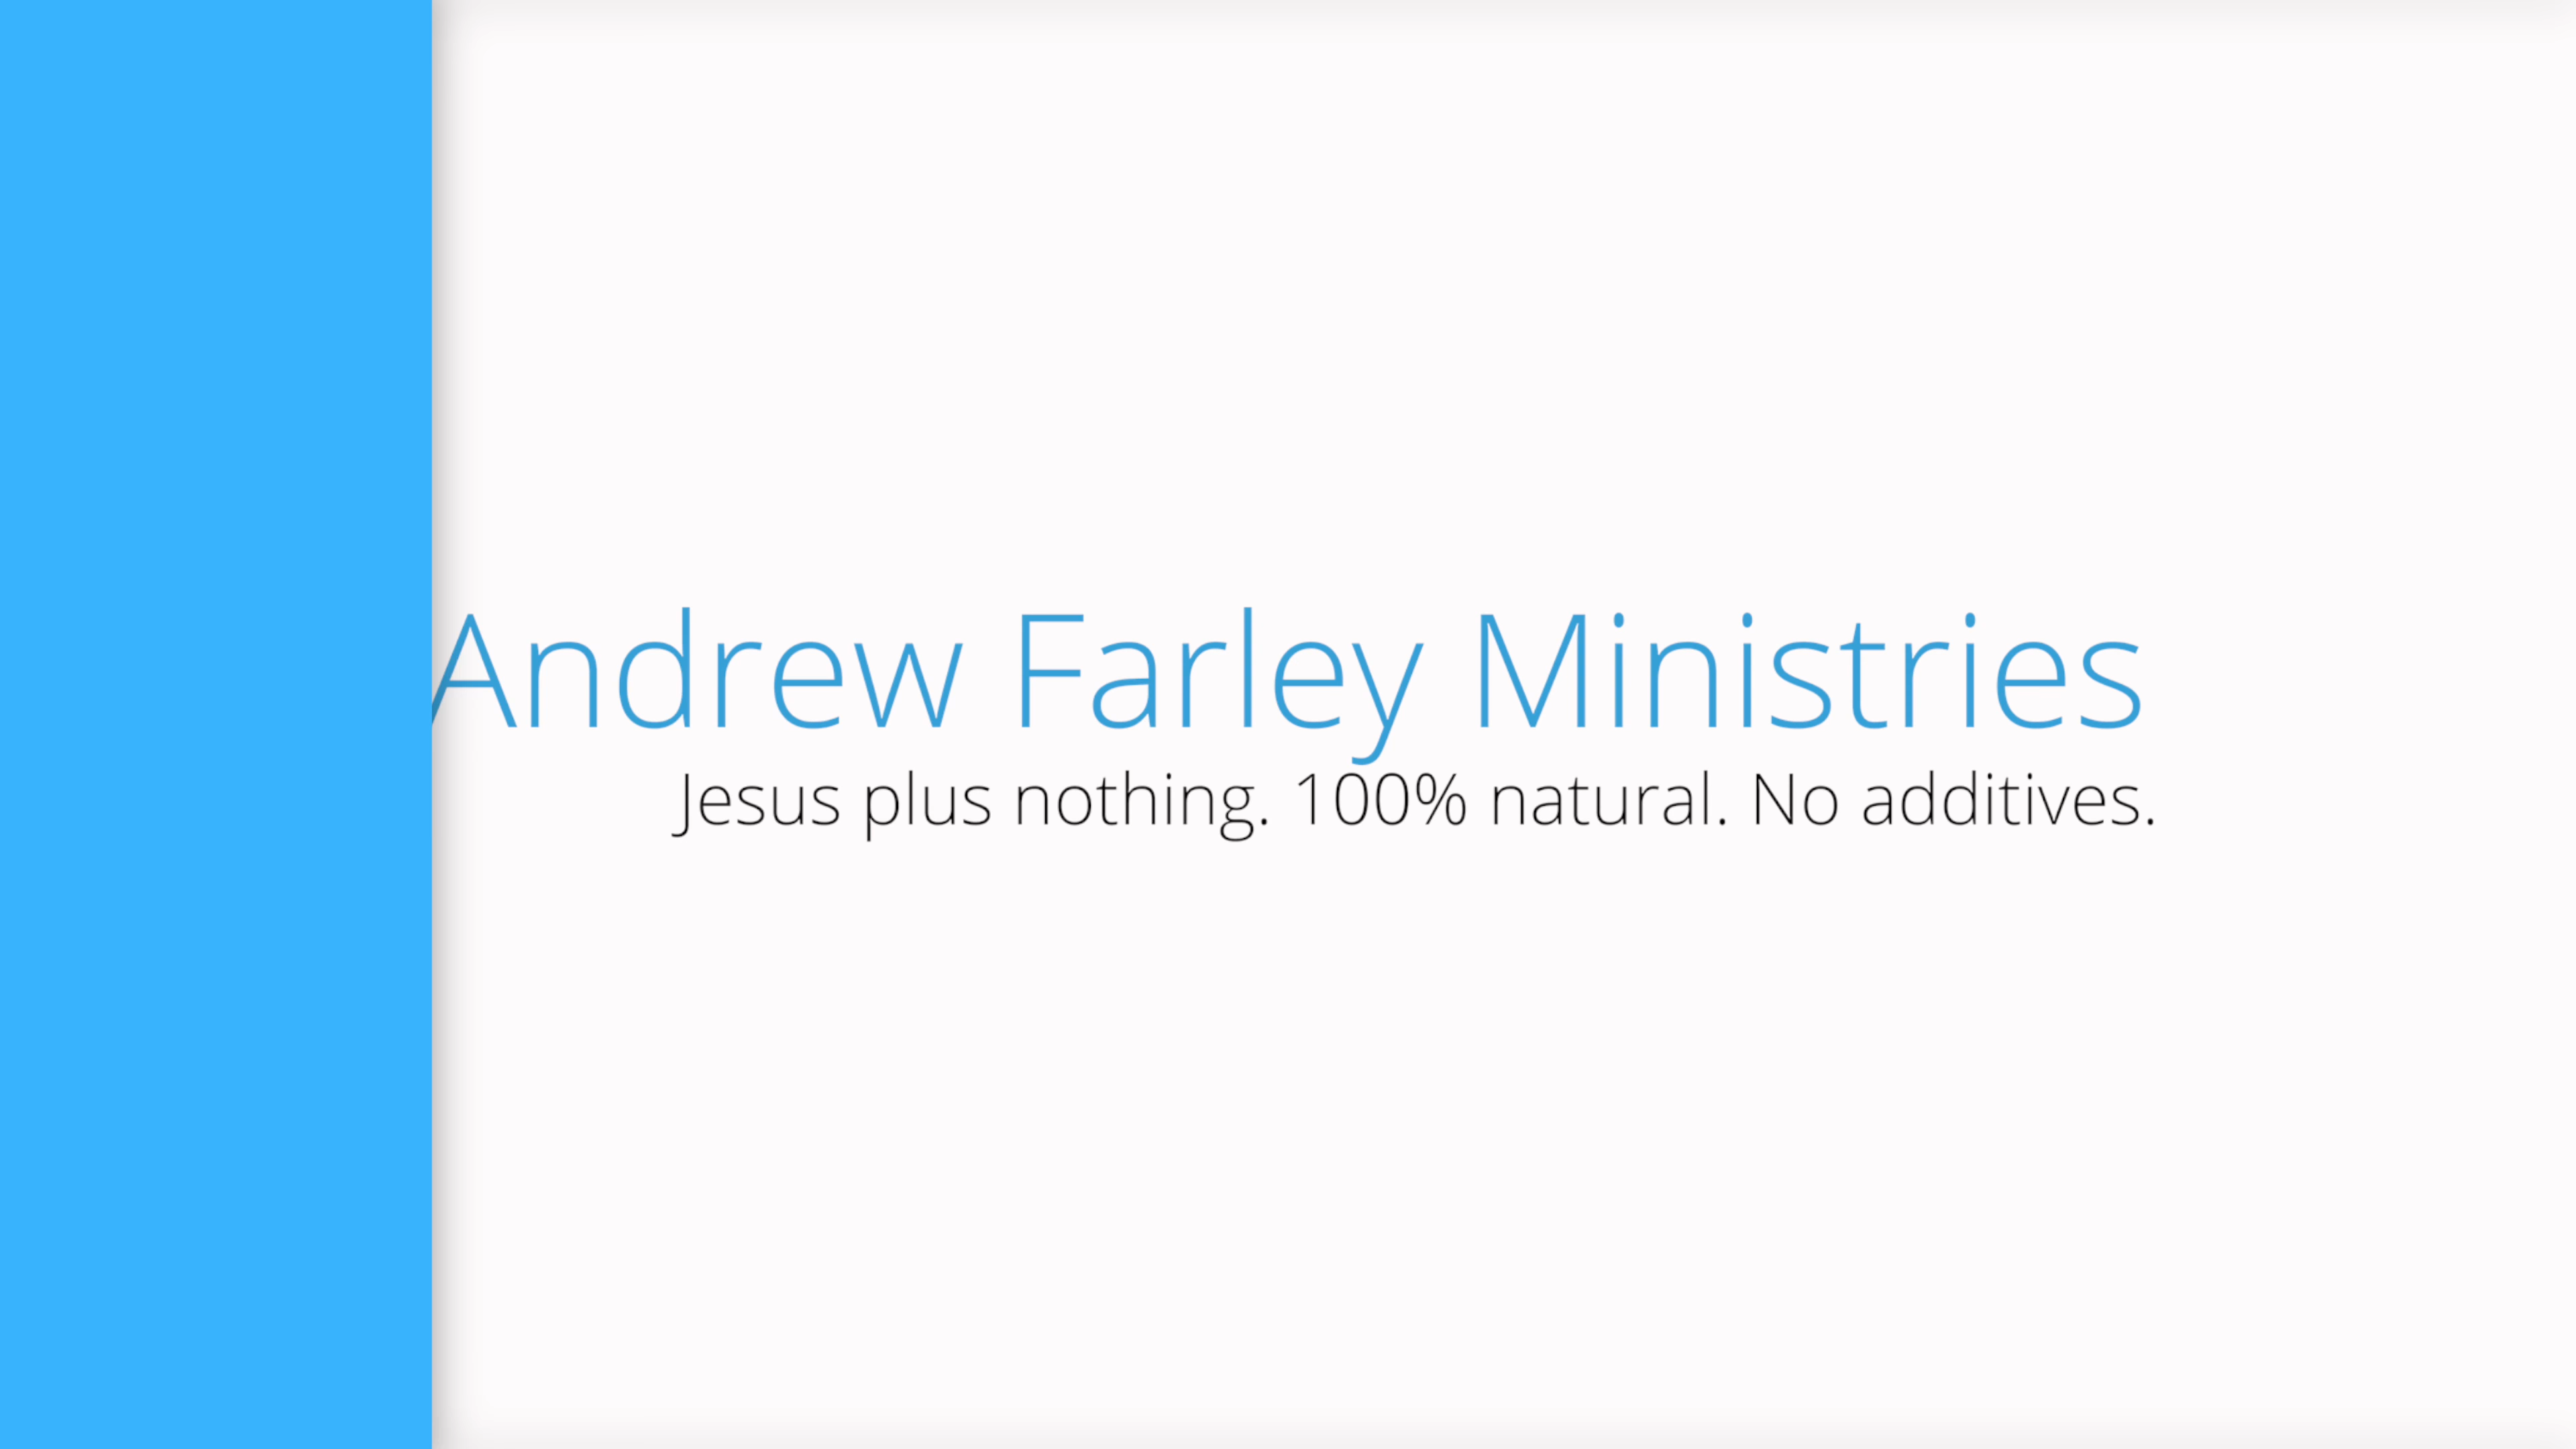 Andrew Farley Ministries
Jesus plus nothing. 100% natural. No additives.